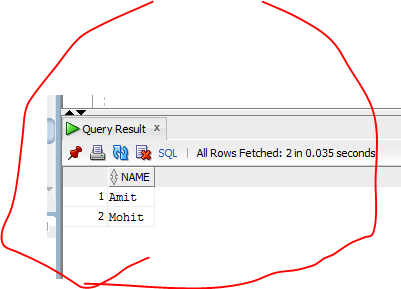 Query Result x
SQL | All Rows Fetched: 2 in 0.035 seconds
NAME
1 Amit
2 Mohit